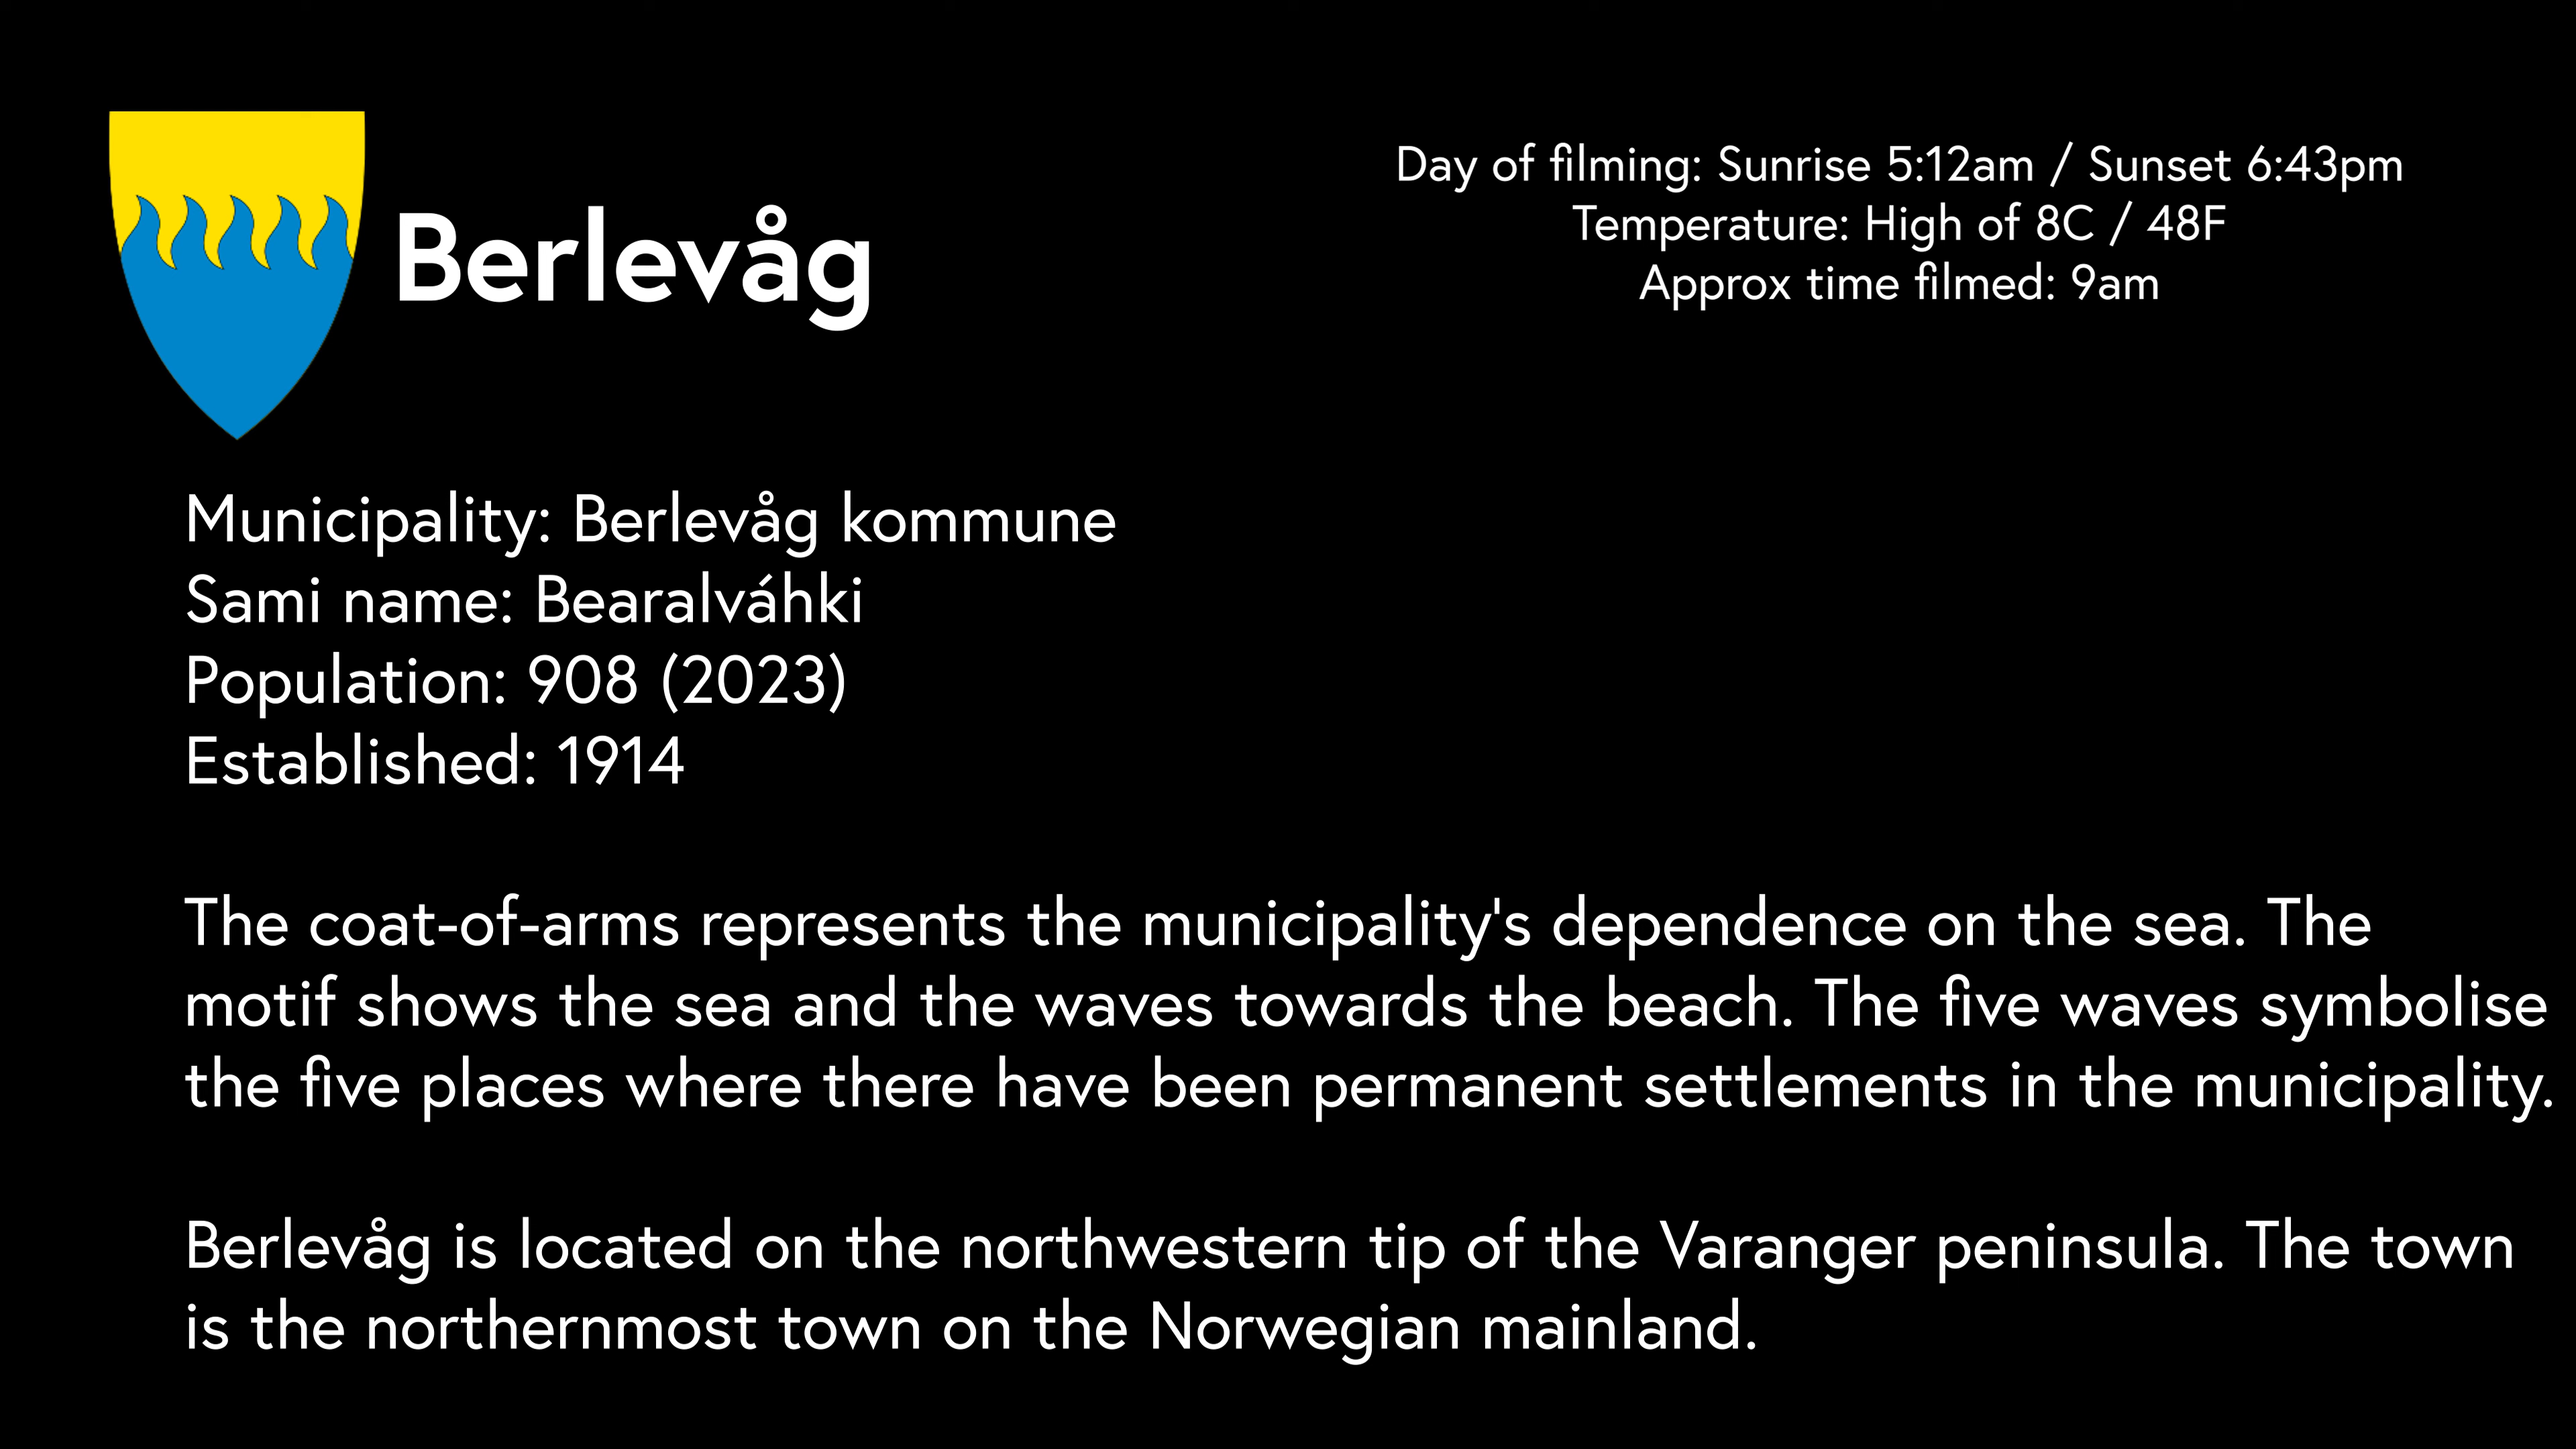 Berlevåg
Day of filming: Sunrise 5:12am / Sunset 6:43pm
Temperature: High of 8C / 48F
Approx time filmed: 9am
Municipality: Berlevåg kommune
Sami name: Bearalváhki
Population: 908 (2023)
Established: 1914
The coat-of-arms represents the municipality's dependence on the sea. The
motif shows the sea and the waves towards the beach. The five waves symbolise
the five places where there have been permanent settlements in the municipality.
Berlevåg is located on the northwestern tip of the Varanger peninsula. The town
is the northernmost town on the Norwegian mainland.